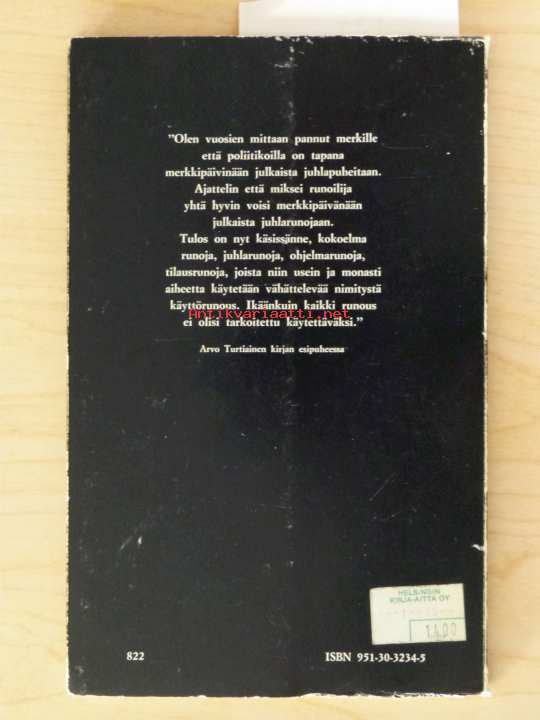 "Olen vuosien mittaan pannut merkille
että poliitikoilla on tapana
merkkipäivinään julkaista juhlapuheitaan.
Ajattelin että miksei runoilija
yhtä hyvin voisi merkkipäivänään
julkaista juhlarunojaan.
Tulos on nyt käsissänne, kokoelma
runoja, juhlarunoja, ohjelmarunoja,
tilausrunoja, joista niin usein ja monasti
aiheetta käytetään vähättelevää nimitystä
käyttörunous. Ikäänkuin kaikki runous
Antikvariaatti.net
ei olisi tarkoitettu käytettäväksi."
Arvo Turtiainen kirjan esipuheessa
HELSINGIN
KIRJA-AITTA OY
14.00
822
ISBN 951-30-3234-5